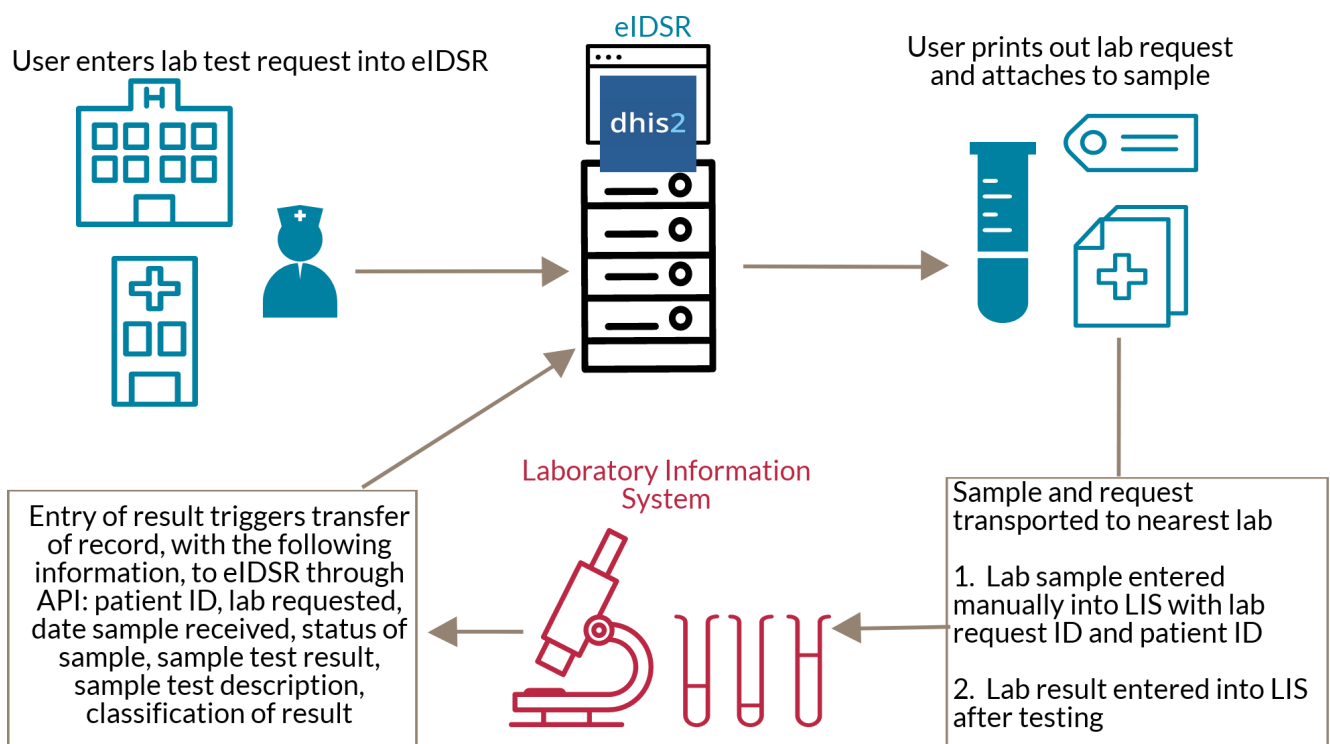 User enters lab test request into eIDSR
eIDSR
dhis2
User prints out lab request
and attaches to sample
H
Sample and request
transported to nearest lab
1. Lab sample entered
manually into LIS with lab
request ID and patient ID
2. Lab result entered into LIS
after testing
Laboratory Information
System
Entry of result triggers transfer
of record, with the following
information, to eIDSR through
API: patient ID, lab requested,
date sample received, status of
sample, sample test result,
sample test description,
classification of result